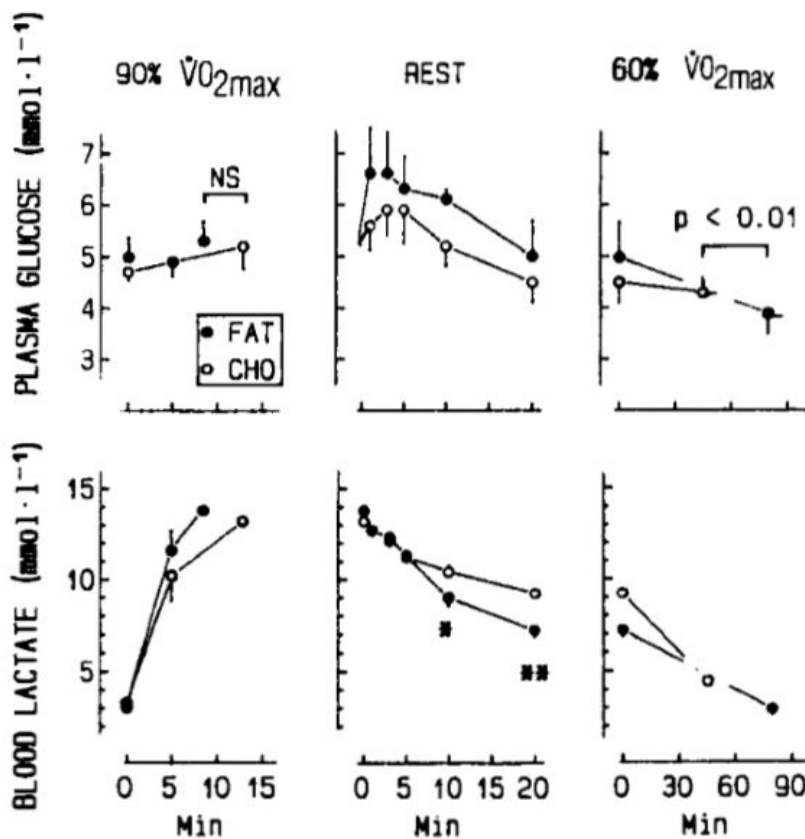 90% V̇O2max REST 60% V̇O2max
PLASMA GLUCOSE (mmol·l⁻¹)
7
6
5
4
3
NS
p < 0.01
● FAT
○ CHO
BLOOD LACTATE (mmol·l⁻¹)
15
10
5
* **
0 5 10 15 0 5 10 15 20 0 30 60 90
Min Min Min